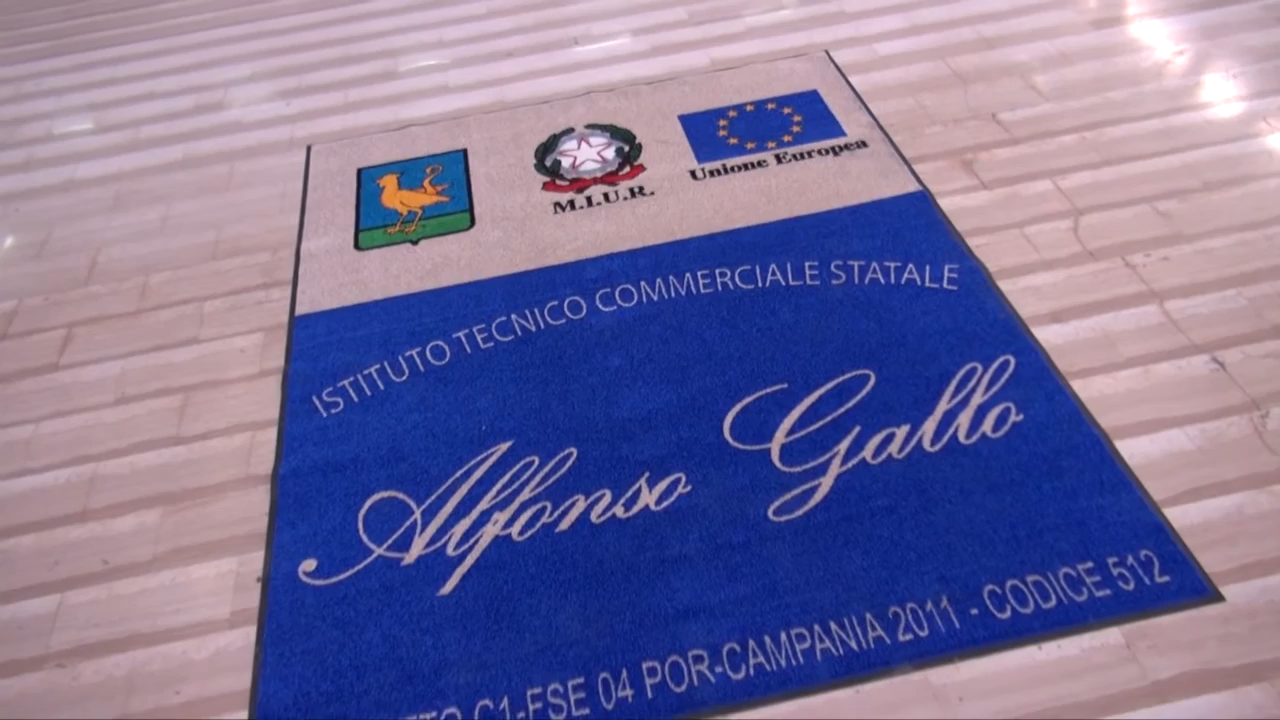 M.I.U.R.
Unione Europea
ISTITUTO TECNICO COMMERCIALE STATALE
Alfonso Gallo
C1-FSE 04 POR-CAMPANIA 2011 - CODICE 512